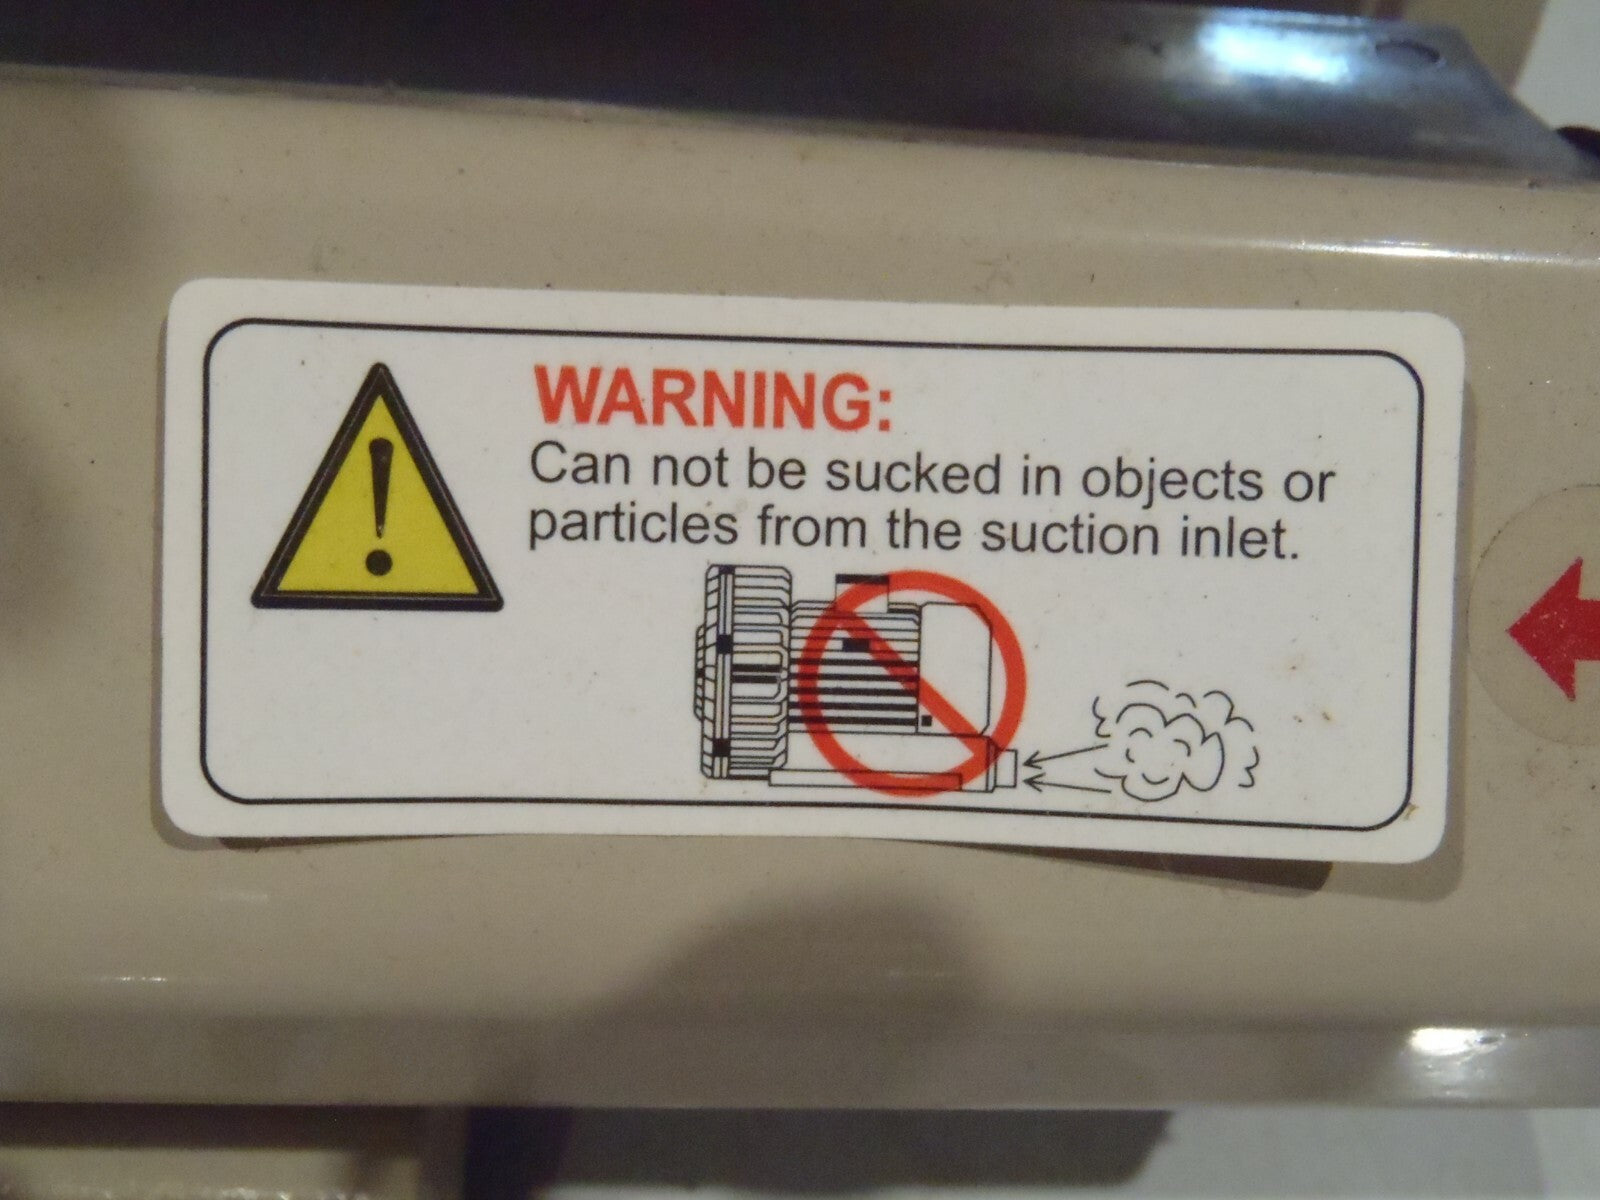 WARNING:
Can not be sucked in objects or
particles from the suction inlet.